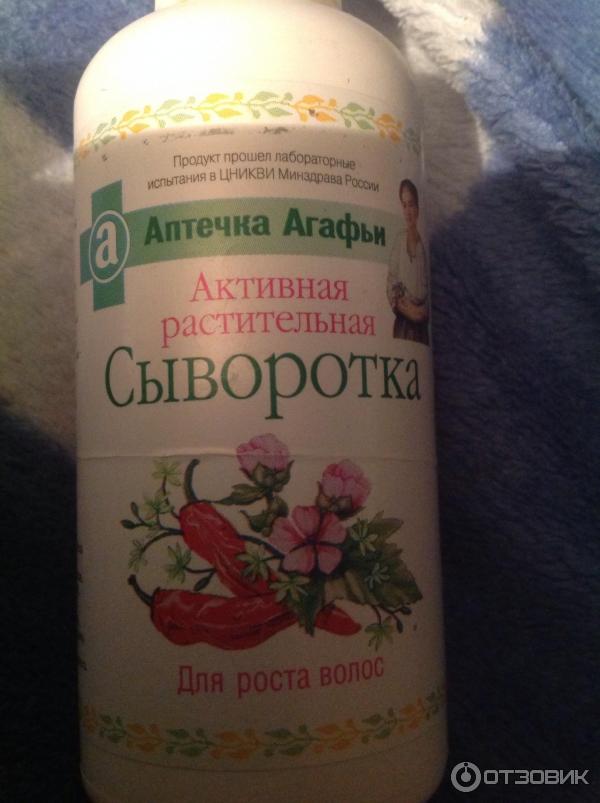 Продукт прошел лабораторные
испытания в ЦНИКВИ Минздрава России
а Аптечка Агафьи
Активная
растительная
Сыворотка
Для роста волос
ОТЗОВИК